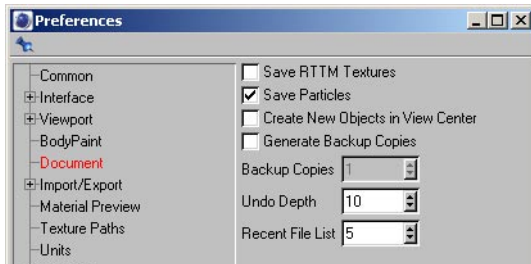 Preferences
Common
Interface
Viewport
BodyPaint
Document
Import/Export
Material Preview
Texture Paths
Units
Save RTTM Textures
Save Particles
Create New Objects in View Center
Generate Backup Copies
Backup Copies 1
Undo Depth 10
Recent File List 5